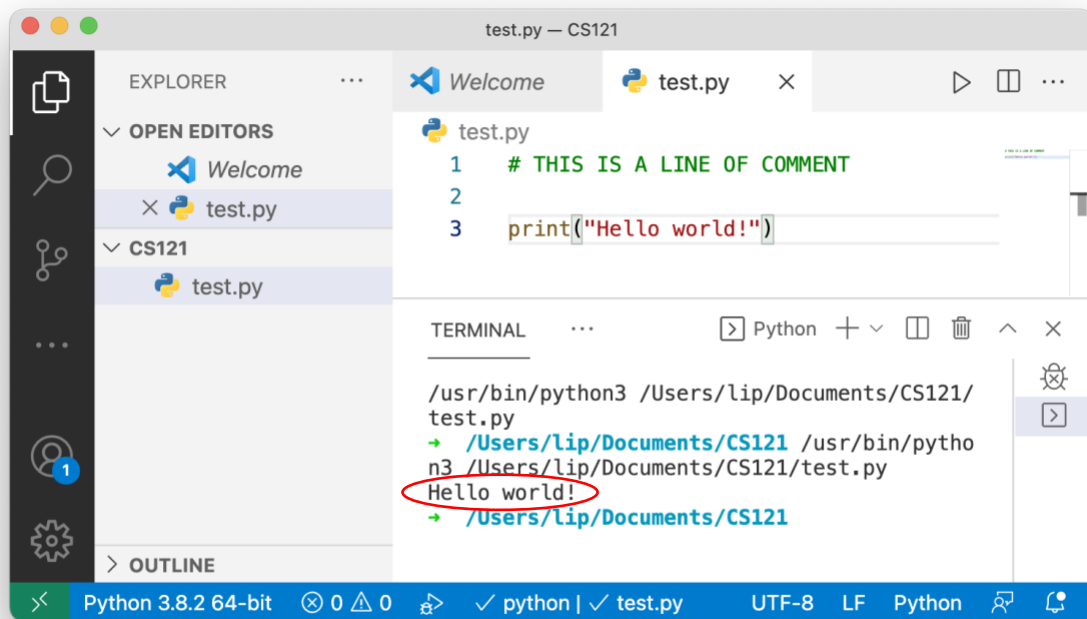 test.py — CS121
EXPLORER
OPEN EDITORS
Welcome
test.py
CS121
test.py
OUTLINE
Welcome
test.py
test.py
1 # THIS IS A LINE OF COMMENT
2
3 print("Hello world!")
TERMINAL
Python
/usr/bin/python3 /Users/lip/Documents/CS121/
test.py
➜ /Users/lip/Documents/CS121 /usr/bin/pytho
n3 /Users/lip/Documents/CS121/test.py
Hello world!
➜ /Users/lip/Documents/CS121
1
Python 3.8.2 64-bit 0 0 python | ✓ test.py UTF-8 LF Python